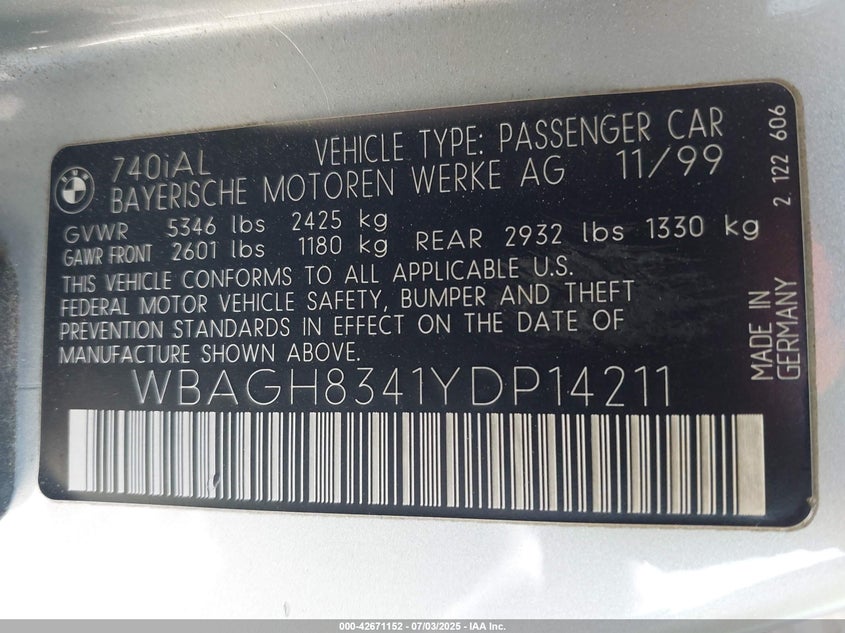 BMW
740iAL VEHICLE TYPE: PASSENGER CAR
BAYERISCHE MOTOREN WERKE AG 11/99
GVWR 5346 lbs 2425 kg
GAWR FRONT 2601 lbs 1180 kg REAR 2932 lbs 1330 kg
THIS VEHICLE CONFORMS TO ALL APPLICABLE U.S.
FEDERAL MOTOR VEHICLE SAFETY, BUMPER AND THEFT
PREVENTION STANDARDS IN EFFECT ON THE DATE OF
MANUFACTURE SHOWN ABOVE.
WBAGH8341YDP14211
2 122 606
MADE IN
GERMANY
000-42671152 - 07/03/2025 - IAA Inc.